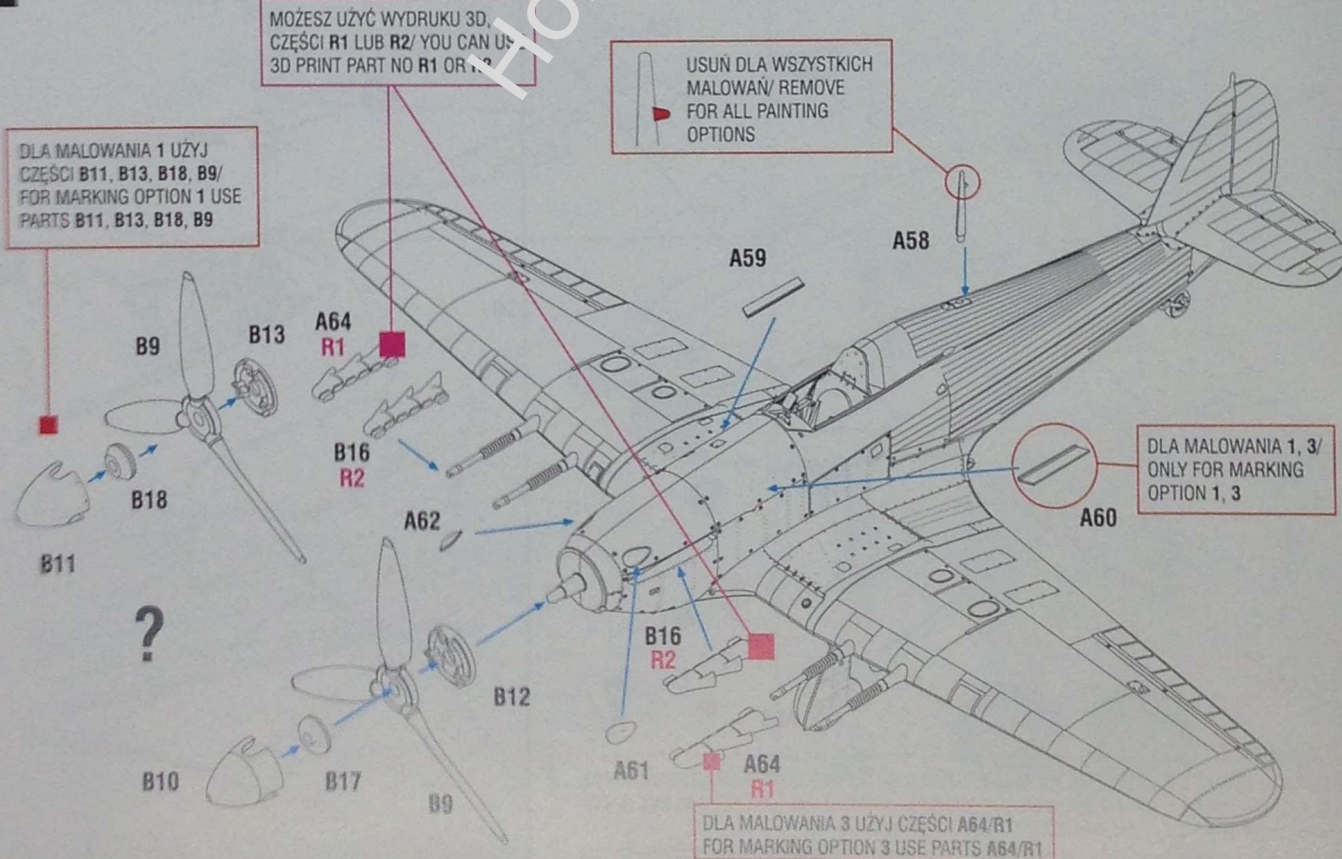 MOŻESZ UŻYĆ WYDRUKU 3D,
CZĘŚCI R1 LUB R2/ YOU CAN
3D PRINT PART NO R1 OR
Ho
USUŃ DLA WSZYSTKICH
MALOWAŃ/ REMOVE
FOR ALL PAINTING
OPTIONS
DLA MALOWANIA 1 UŻYJ
CZĘŚCI B11, B13, B18, B9/
FOR MARKING OPTION 1 USE
PARTS B11, B13, B18, B9
A58
A59
B9
B13
A64
R1
B16
R2
B18
B11
A62
DLA MALOWANIA 1, 3/
ONLY FOR MARKING
OPTION 1, 3
A60
?
B16
R2
B12
B10
B17
B9
A61
A64
R1
DLA MALOWANIA 3 UŻYJ CZĘŚCI A64/R1
FOR MARKING OPTION 3 USE PARTS A64/R1